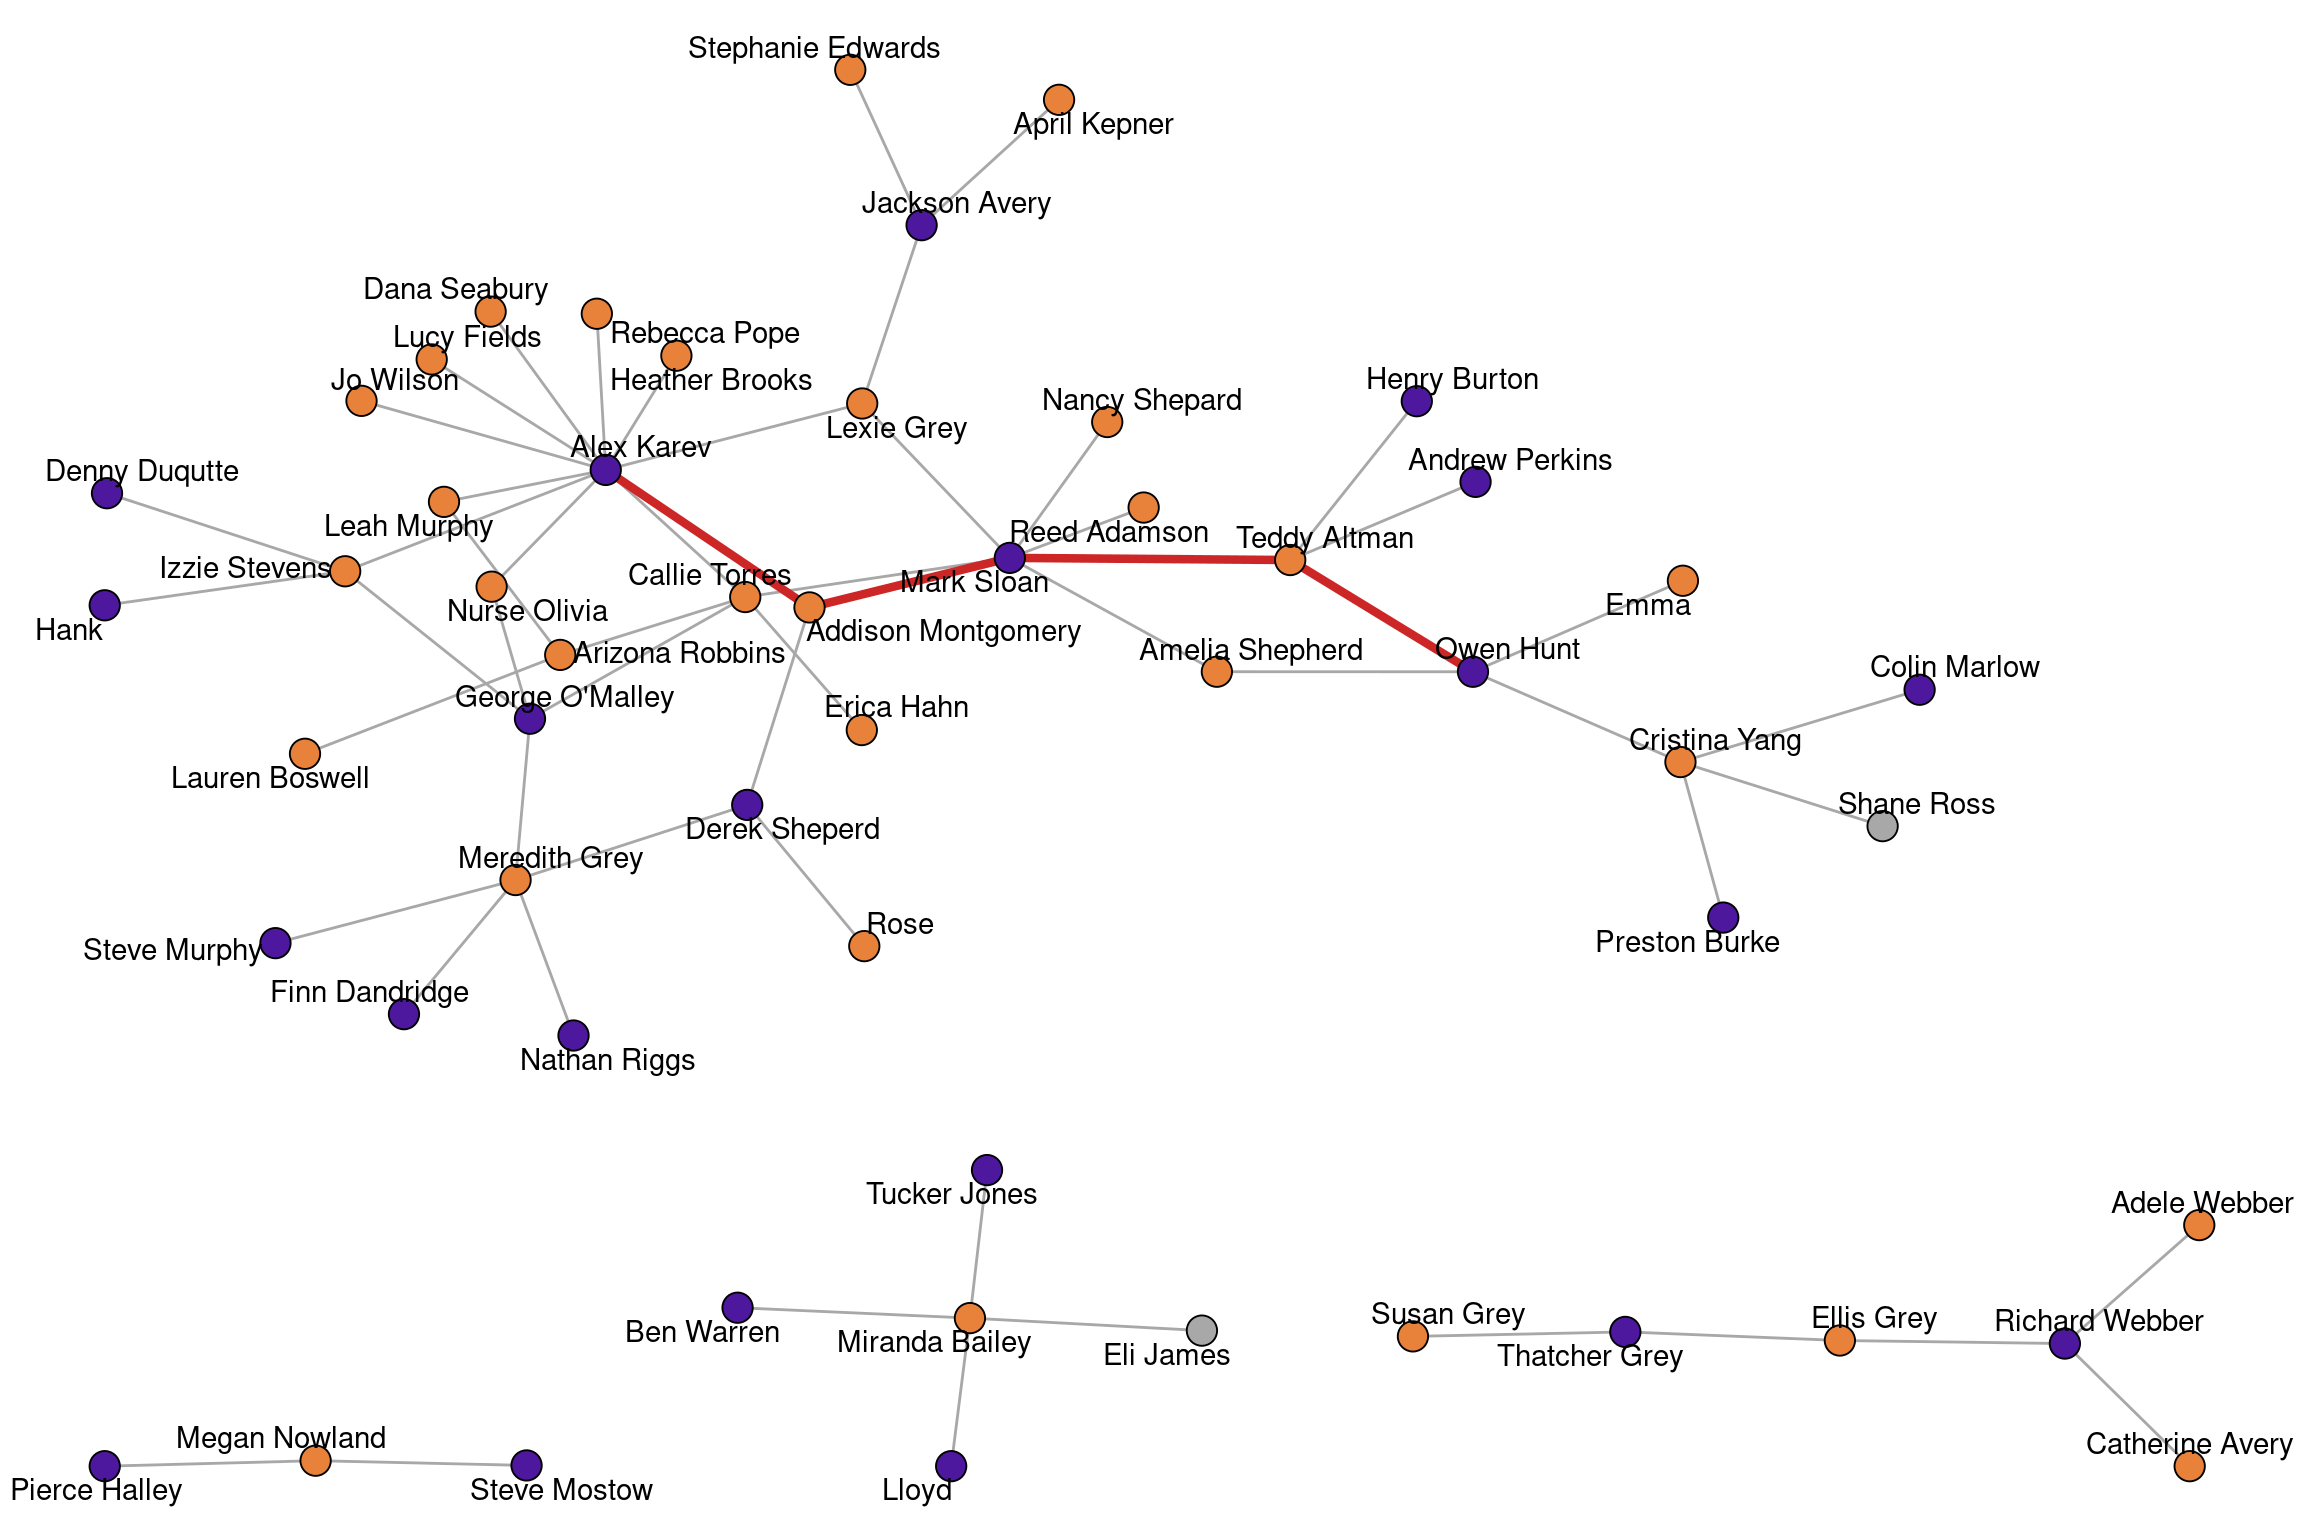 Stephanie Edwards
April Kepner
Jackson Avery
Dana Seabury
Lucy Fields
Rebecca Pope
Jo Wilson
Heather Brooks
Henry Burton
Nancy Shepard
Lexie Grey
Alex Karev
Andrew Perkins
Denny Duqutte
Leah Murphy
Reed Adamson
Teddy Altman
Izzie Stevens
Callie Torres
Mark Sloan
Emma
Nurse Olivia
Hank
Addison Montgomery
Arizona Robbins
Amelia Shepherd
Owen Hunt
Colin Marlow
George O'Malley
Erica Hahn
Cristina Yang
Lauren Boswell
Shane Ross
Derek Sheperd
Meredith Grey
Rose
Preston Burke
Steve Murphy
Finn Dandridge
Nathan Riggs
Tucker Jones
Adele Webber
Susan Grey
Ellis Grey
Richard Webber
Ben Warren
Miranda Bailey
Eli James
Thatcher Grey
Megan Nowland
Catherine Avery
Pierce Halley
Steve Mostow
Lloyd